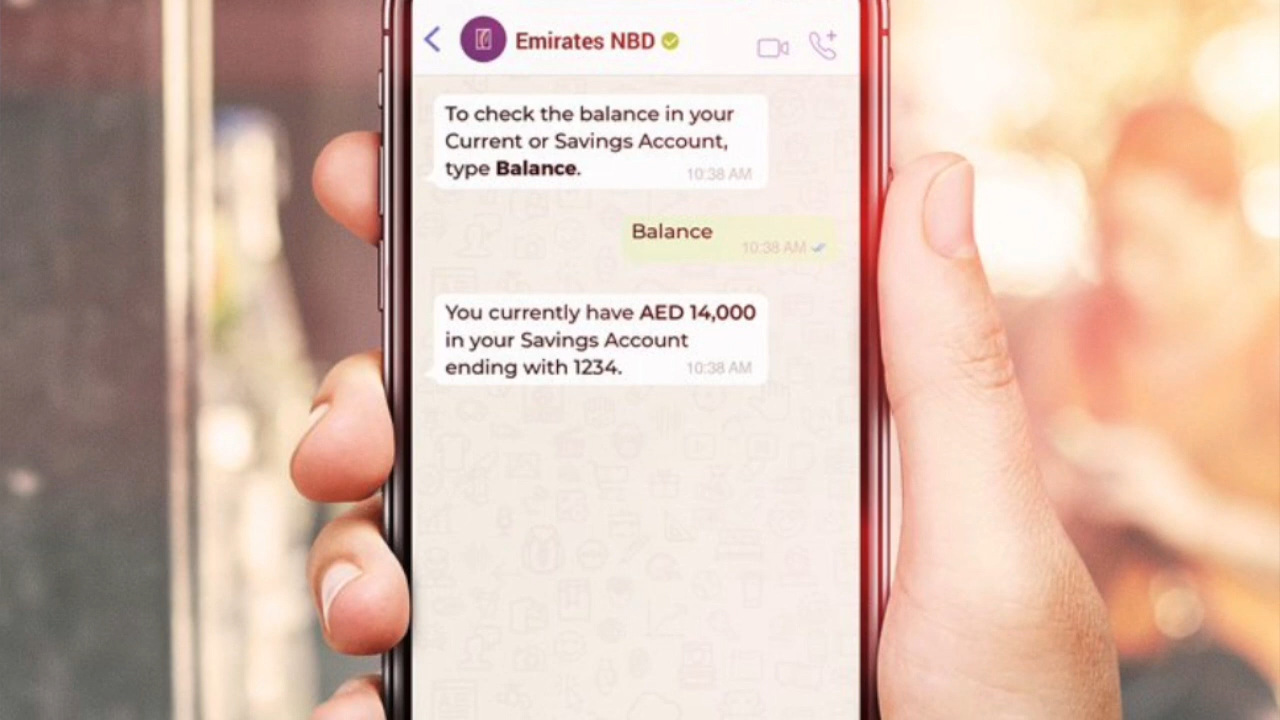 Emirates NBD
To check the balance in your
Current or Savings Account,
type Balance.
10:38 AM
Balance
10:38 AM
You currently have AED 14,000
in your Savings Account
ending with 1234.
10:38 AM